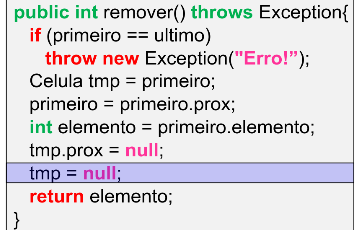 public int remover() throws Exception{
if (primeiro == ultimo)
throw new Exception("Erro!”);
Celula tmp = primeiro;
primeiro = primeiro.prox;
int elemento = primeiro.elemento;
tmp.prox = null;
tmp = null;
return elemento;
}